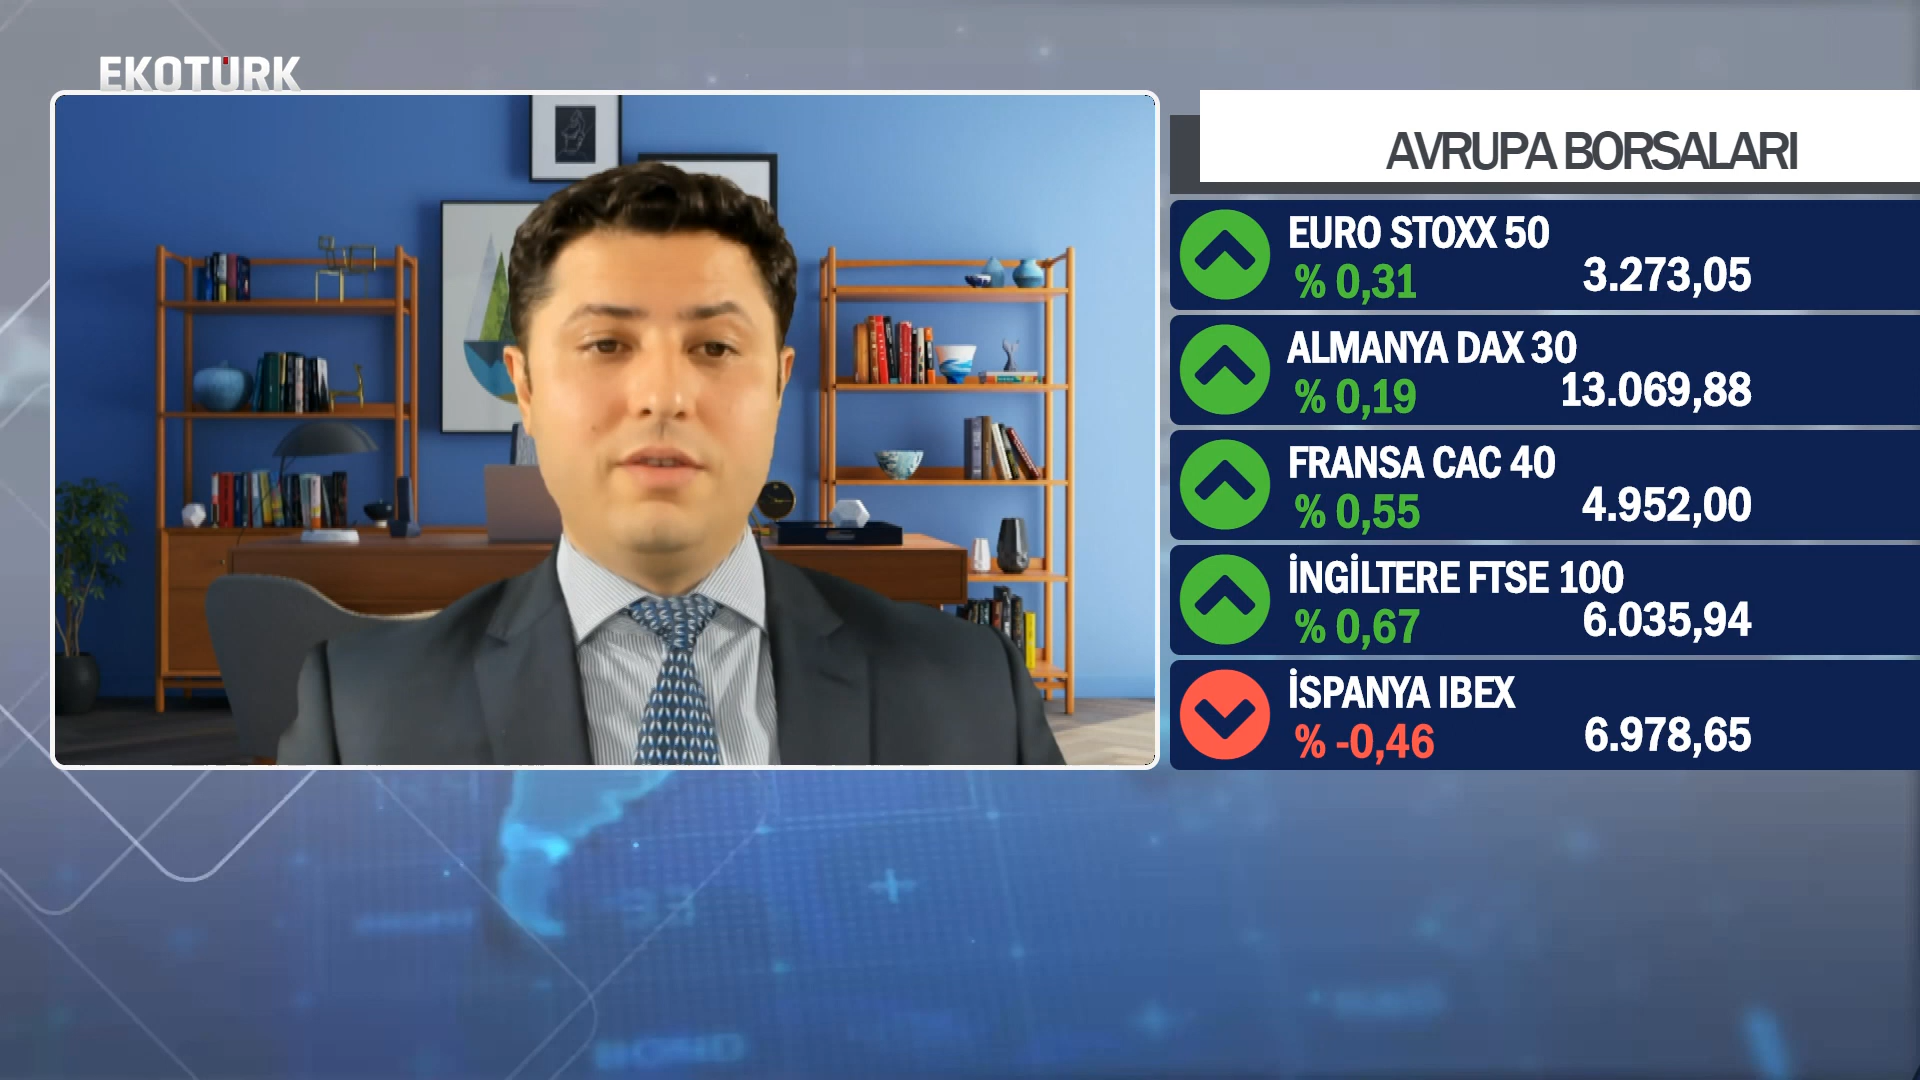 EKOTÜRK
AVRUPA BORSALARI
EURO STOXX 50
% 0,31
3.273,05
ALMANYA DAX 30
% 0,19
13.069,88
FRANSA CAC 40
% 0,55
4.952,00
İNGİLTERE FTSE 100
% 0,67
6.035,94
İSPANYA IBEX
% -0,46
6.978,65